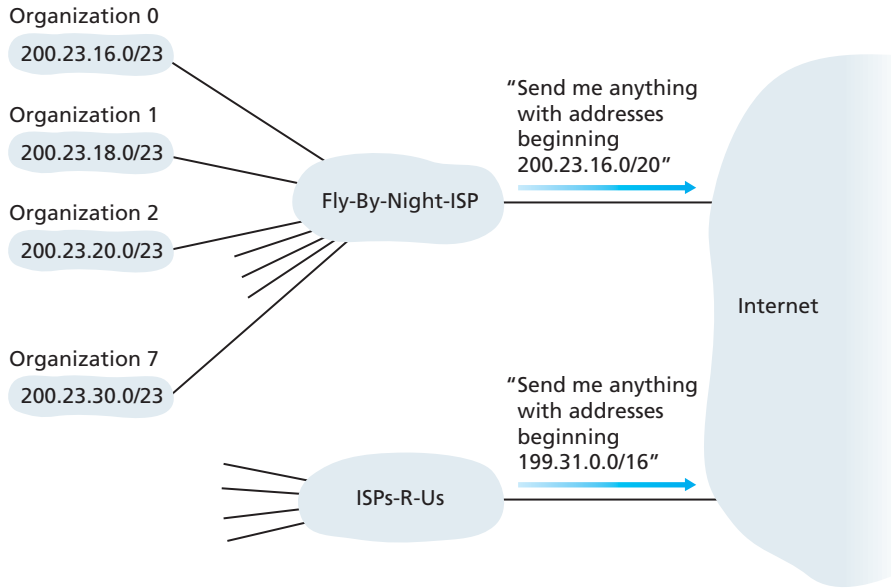 Organization 0
200.23.16.0/23
Organization 1
200.23.18.0/23
Organization 2
200.23.20.0/23
Organization 7
200.23.30.0/23
Fly-By-Night-ISP
“Send me anything
with addresses
beginning
200.23.16.0/20”
Internet
ISPs-R-Us
“Send me anything
with addresses
beginning
199.31.0.0/16”